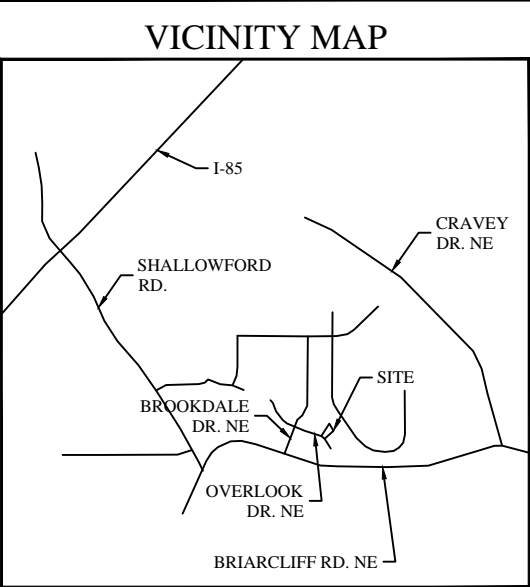 VICINITY MAP
I-85
CRAVEY
DR. NE
SHALLOWFORD
RD.
SITE
BROOKDALE
DR. NE
OVERLOOK
DR. NE
BRIARCLIFF RD. NE